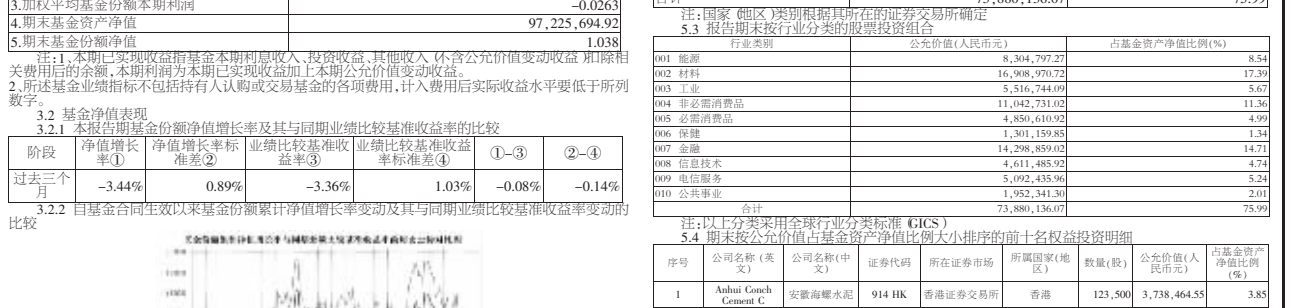 3.加权平均基金份额本期利润 -0.0263
4.期末基金资产净值 97,225,694.92
5.期末基金份额净值 1.038
注:1、本期已实现收益指基金本期利息收入、投资收益、其他收入(不含公允价值变动收益)扣除相
关费用后的余额,本期利润为本期已实现收益加上本期公允价值变动收益。
2、所述基金业绩指标不包括持有人认购或交易基金的各项费用,计入费用后实际收益水平要低于所列
数字。
3.2 基金净值表现
3.2.1 本报告期基金份额净值增长率及其与同期业绩比较基准收益率的比较
阶段 净值增长率① 净值增长率标准差② 业绩比较基准收益率③ 业绩比较基准收益率标准差④ ①-③ ②-④
过去三个月 -3.44% 0.89% -3.36% 1.03% -0.08% -0.14%
3.2.2 自基金合同生效以来基金份额累计净值增长率变动及其与同期业绩比较基准收益率变动的
比较
注:国家(地区)类别根据其所在的证券交易所确定
5.3 报告期末按行业分类的股票投资组合
行业类别 公允价值(人民币元) 占基金资产净值比例(%)
001 能源 8,304,797.27 8.54
002 材料 16,908,970.72 17.39
003 工业 5,516,744.09 5.67
004 非必需消费品 11,042,731.02 11.36
005 必需消费品 4,850,610.92 4.99
006 保健 1,301,159.85 1.34
007 金融 14,298,859.02 14.71
008 信息技术 4,611,485.92 4.74
009 电信服务 5,092,435.96 5.24
010 公共事业 1,952,341.30 2.01
合计 73,880,136.07 75.99
注:以上分类采用全球行业分类标准(GICS)
5.4 期末按公允价值占基金资产净值比例大小排序的前十名权益投资明细
序号 公司名称(英文) 公司名称(中文) 证券代码 所在证券市场 所属国家(地区) 数量(股) 公允价值(人民币元) 占基金资产净值比例(%)
1 Anhui Conch Cement C 安徽海螺水泥 914 HK 香港证券交易所 香港 123,500 3,738,464.55 3.85